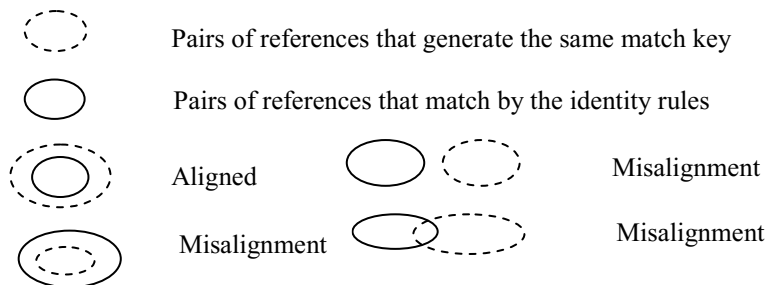 Pairs of references that generate the same match key
Pairs of references that match by the identity rules
Aligned
Misalignment
Misalignment
Misalignment